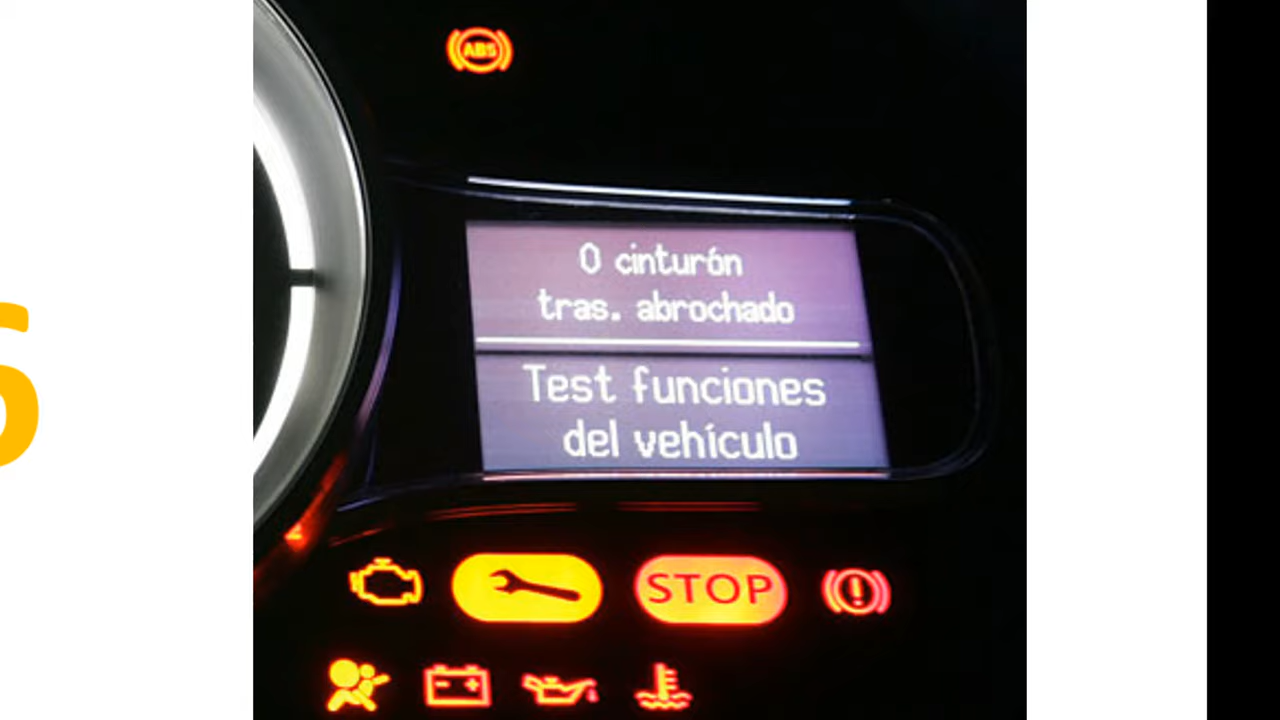 ABS
0 cinturón
tras. abrochado
Test funciones
del vehículo
STOP